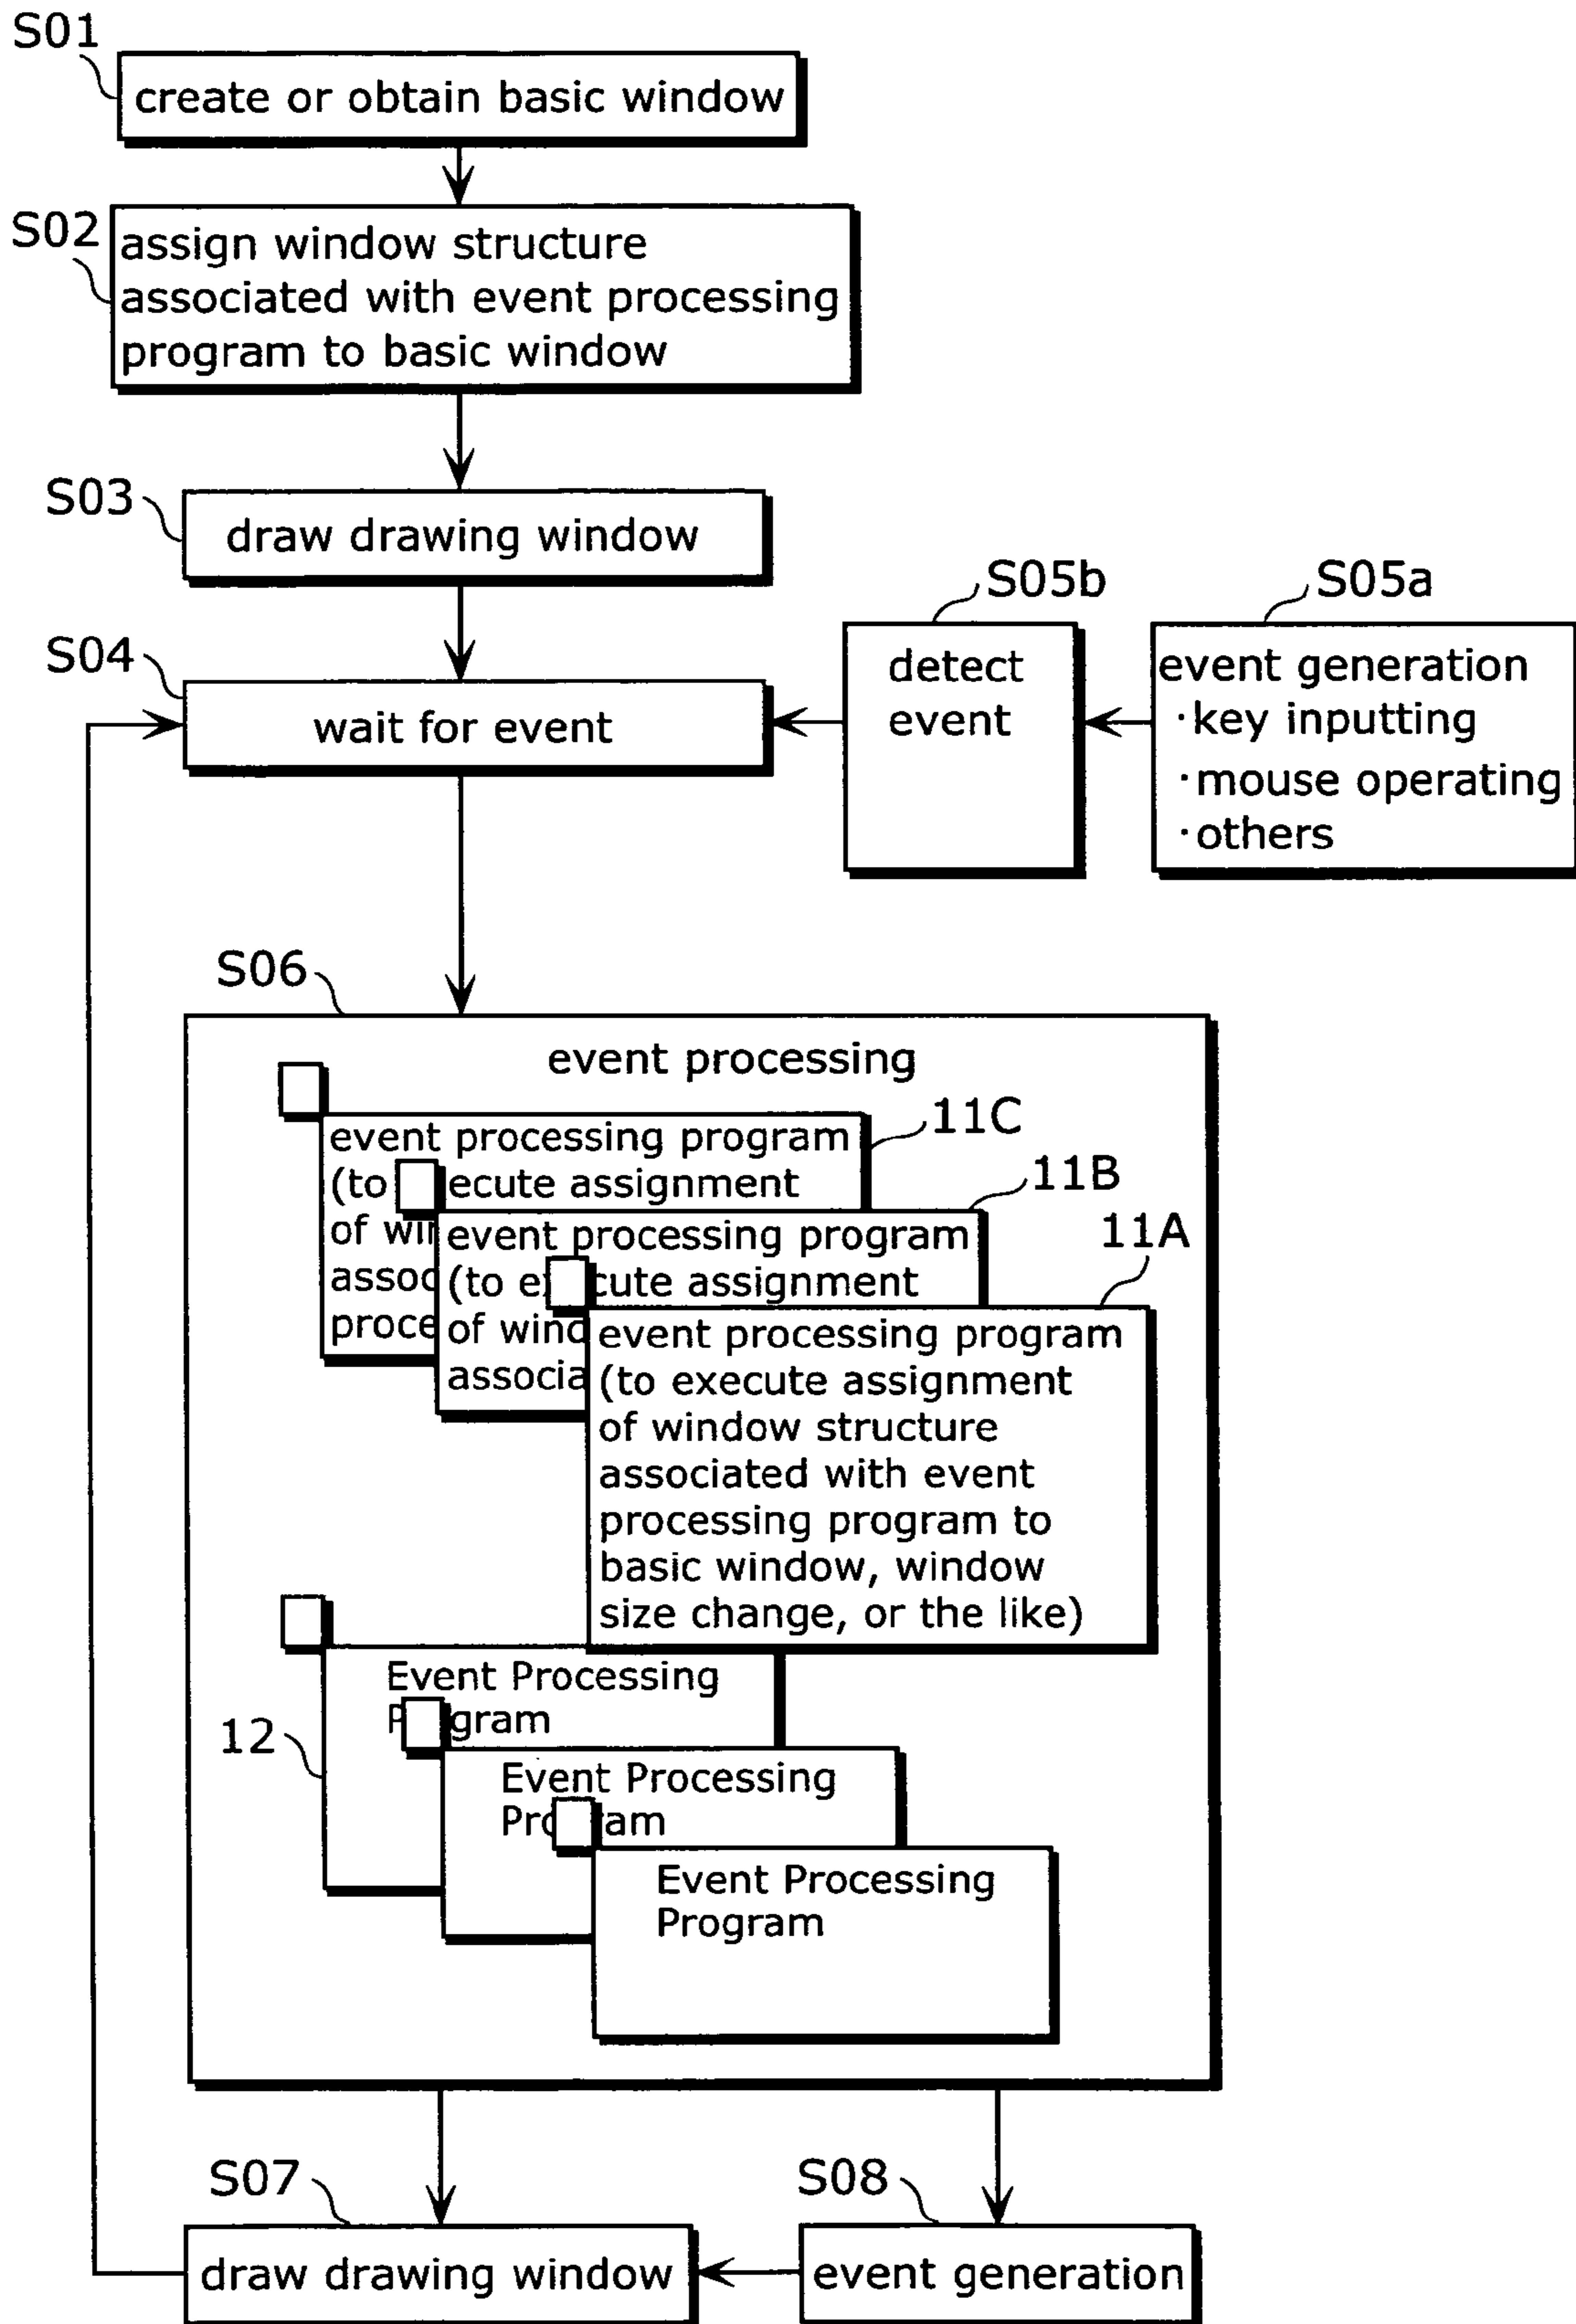 S01
create or obtain basic window
S02
assign window structure
associated with event processing
program to basic window
S03
draw drawing window
S05b
S05a
S04
wait for event
detect
event
event generation
·key inputting
·mouse operating
·others
S06
event processing
11C
event processing program
(to ecute assignment
of win
assoc
proce
11B
event processing program
(to ex cute assignment
of wind
associa
11A
event processing program
(to execute assignment
of window structure
associated with event
processing program to
basic window, window
size change, or the like)
12
Event Processing
P gram
Event Processing
Pro am
Event Processing
Program
S07
draw drawing window
S08
event generation